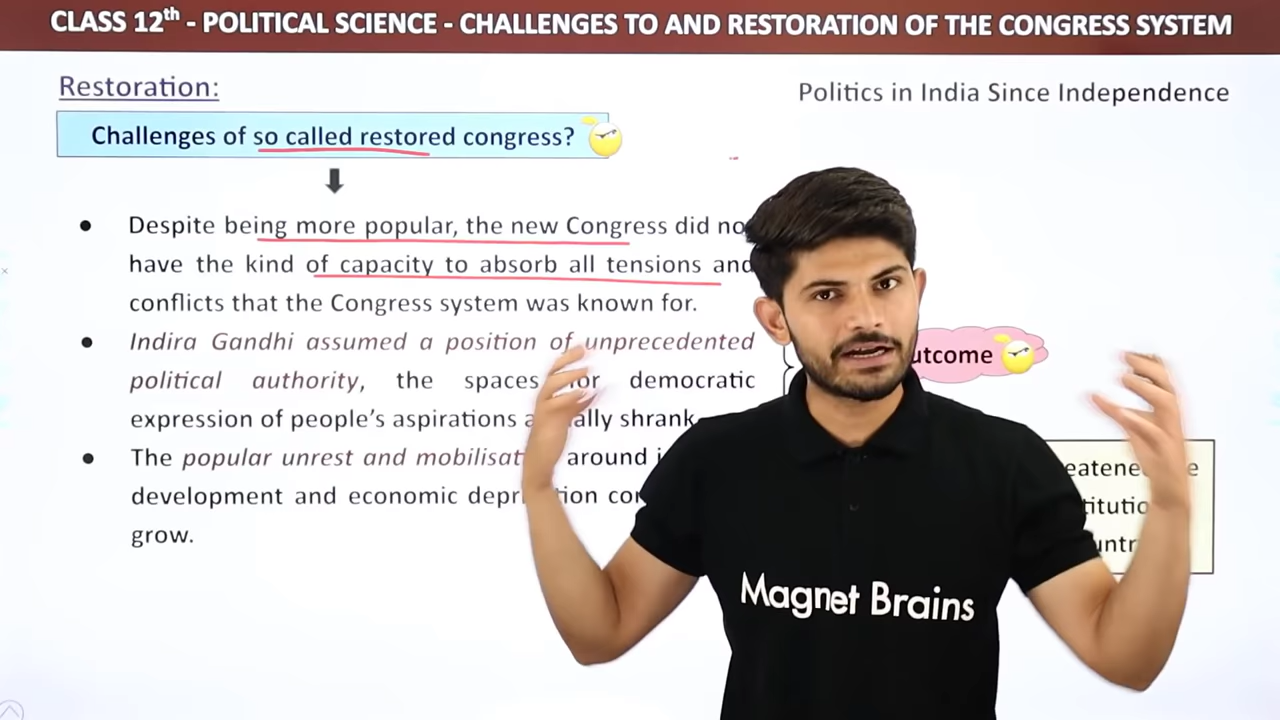 CLASS 12th - POLITICAL SCIENCE - CHALLENGES TO AND RESTORATION OF THE CONGRESS SYSTEM
Restoration:
Politics in India Since Independence
Challenges of so called restored congress?
● Despite being more popular, the new Congress did
have the kind of capacity to absorb all tensions and
conflicts that the Congress system was known for.
● Indira Gandhi assumed a position of unprecedented
political authority, the spaces democratic
expression of people’s aspirations shrank
● The popular unrest and mobilisat around
development and economic
grow.
utcome
Magnet Brains